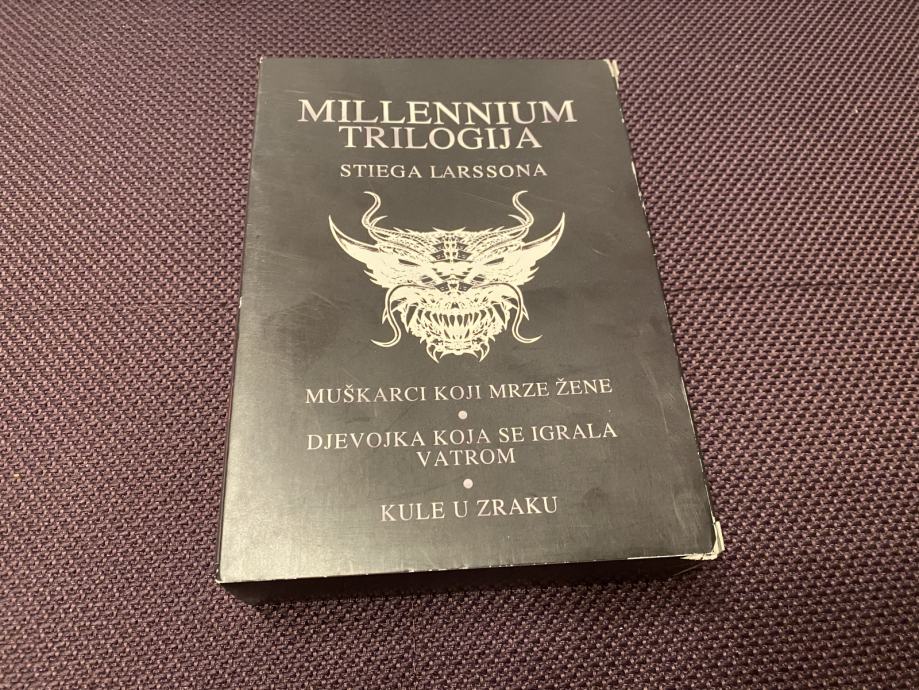 MILLENNIUM
TRILOGIJA
STIEGA LARSSONA
MUŠKARCI KOJI MRZE ŽENE
•
DJEVOJKA KOJA SE IGRALA
VATROM
•
KULE U ZRAKU